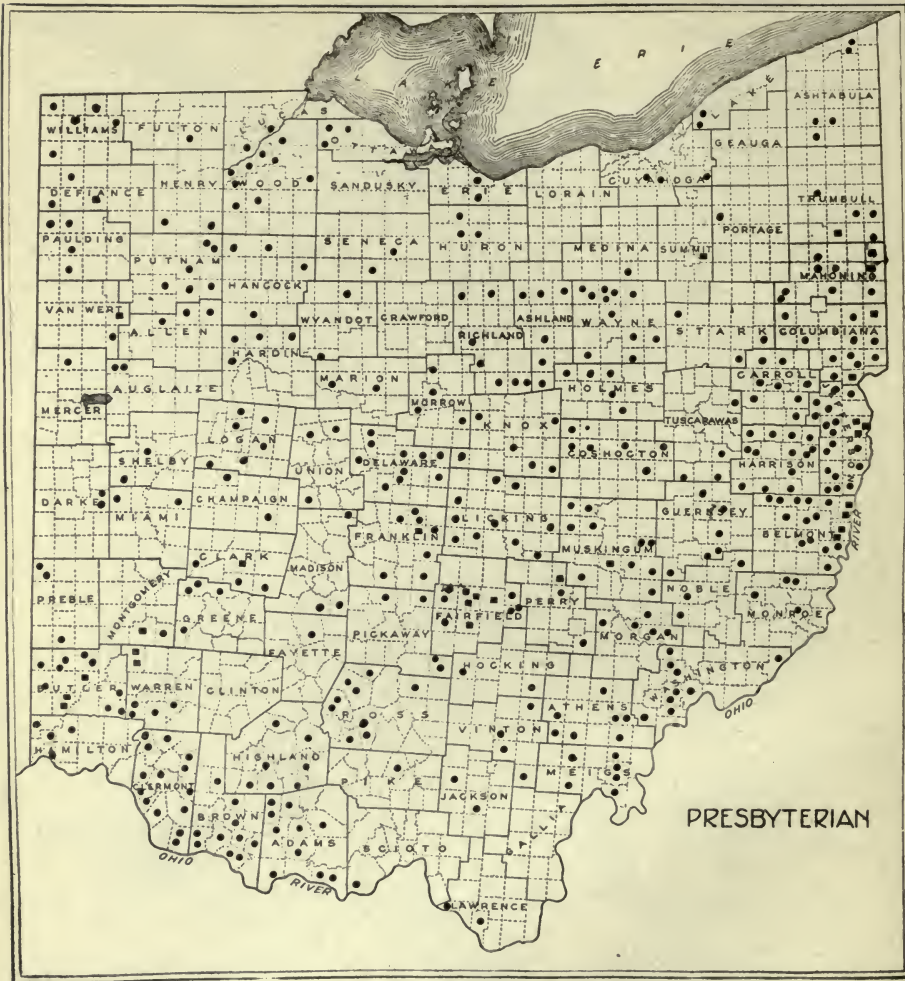 LAKE ERIE
LAKE
ASHTABULA
WILLIAMS
FULTON
LUCAS
OTTAWA
GEAUGA
CUYAHOGA
DEFIANCE
HENRY
WOOD
SANDUSKY
ERIE
LORAIN
TRUMBULL
PAULDING
PUTNAM
SENECA
HURON
MEDINA
SUMMIT
PORTAGE
MAHONING
HANCOCK
VAN WERT
ALLEN
WYANDOT
CRAWFORD
RICHLAND
ASHLAND
WAYNE
STARK
COLUMBIANA
HARDIN
MERCER
AUGLAIZE
MARION
MORROW
HOLMES
CARROLL
TUSCARAWAS
JEFFERSON
LOGAN
UNION
KNOX
SHELBY
DELAWARE
COSHOCTON
HARRISON
DARKE
MIAMI
CHAMPAIGN
LICKING
GUERNSEY
BELMONT
RIVER
CLARK
MADISON
FRANKLIN
MUSKINGUM
PREBLE
MONTGOMERY
GREENE
FAIRFIELD
PERRY
NOBLE
MONROE
FAYETTE
PICKAWAY
MORGAN
BUTLER
WARREN
CLINTON
HOCKING
WASHINGTON
OHIO
ROSS
VINTON
ATHENS
HAMILTON
HIGHLAND
PIKE
MEIGS
CLERMONT
JACKSON
BROWN
ADAMS
SCIOTO
PRESBYTERIAN
OHIO
RIVER
LAWRENCE